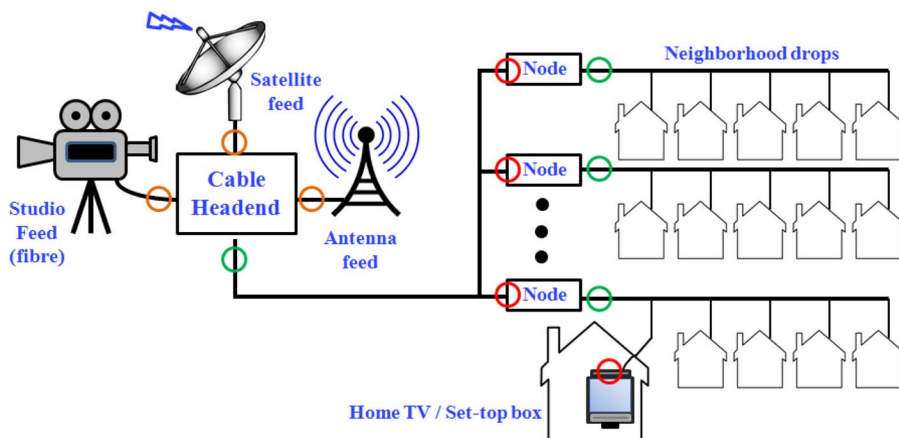 Satellite
feed
Studio
Feed
(fibre)
Cable
Headend
Antenna
feed
Node
Neighborhood drops
Node
Node
Home TV / Set-top box